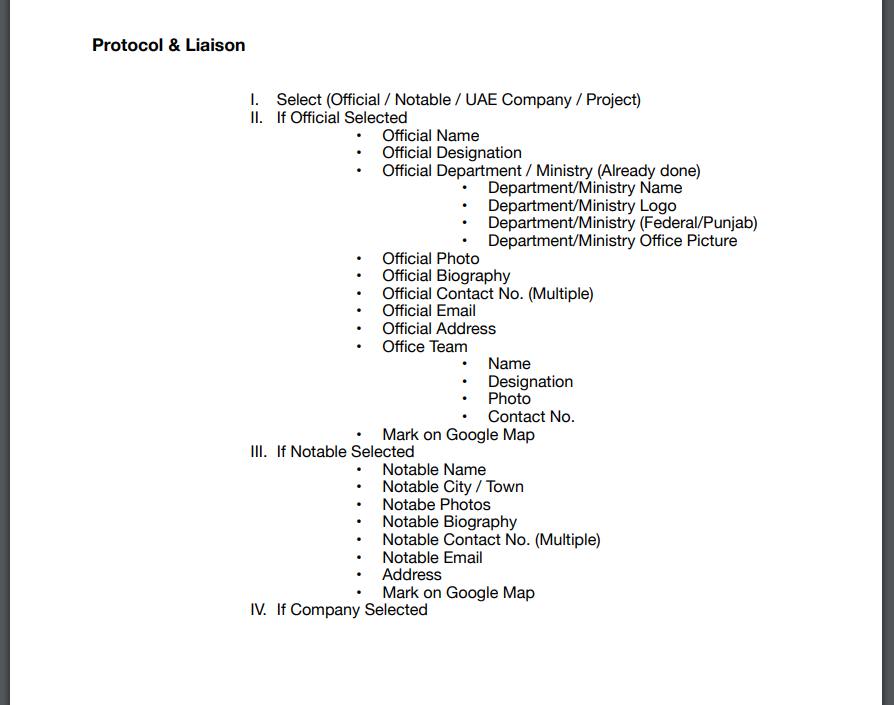 Protocol & Liaison
I. Select (Official / Notable / UAE Company / Project)
II. If Official Selected
• Official Name
• Official Designation
• Official Department / Ministry (Already done)
• Department/Ministry Name
• Department/Ministry Logo
• Department/Ministry (Federal/Punjab)
• Department/Ministry Office Picture
• Official Photo
• Official Biography
• Official Contact No. (Multiple)
• Official Email
• Official Address
• Office Team
• Name
• Designation
• Photo
• Contact No.
• Mark on Google Map
III. If Notable Selected
• Notable Name
• Notable City / Town
• Notabe Photos
• Notable Biography
• Notable Contact No. (Multiple)
• Notable Email
• Address
• Mark on Google Map
IV. If Company Selected